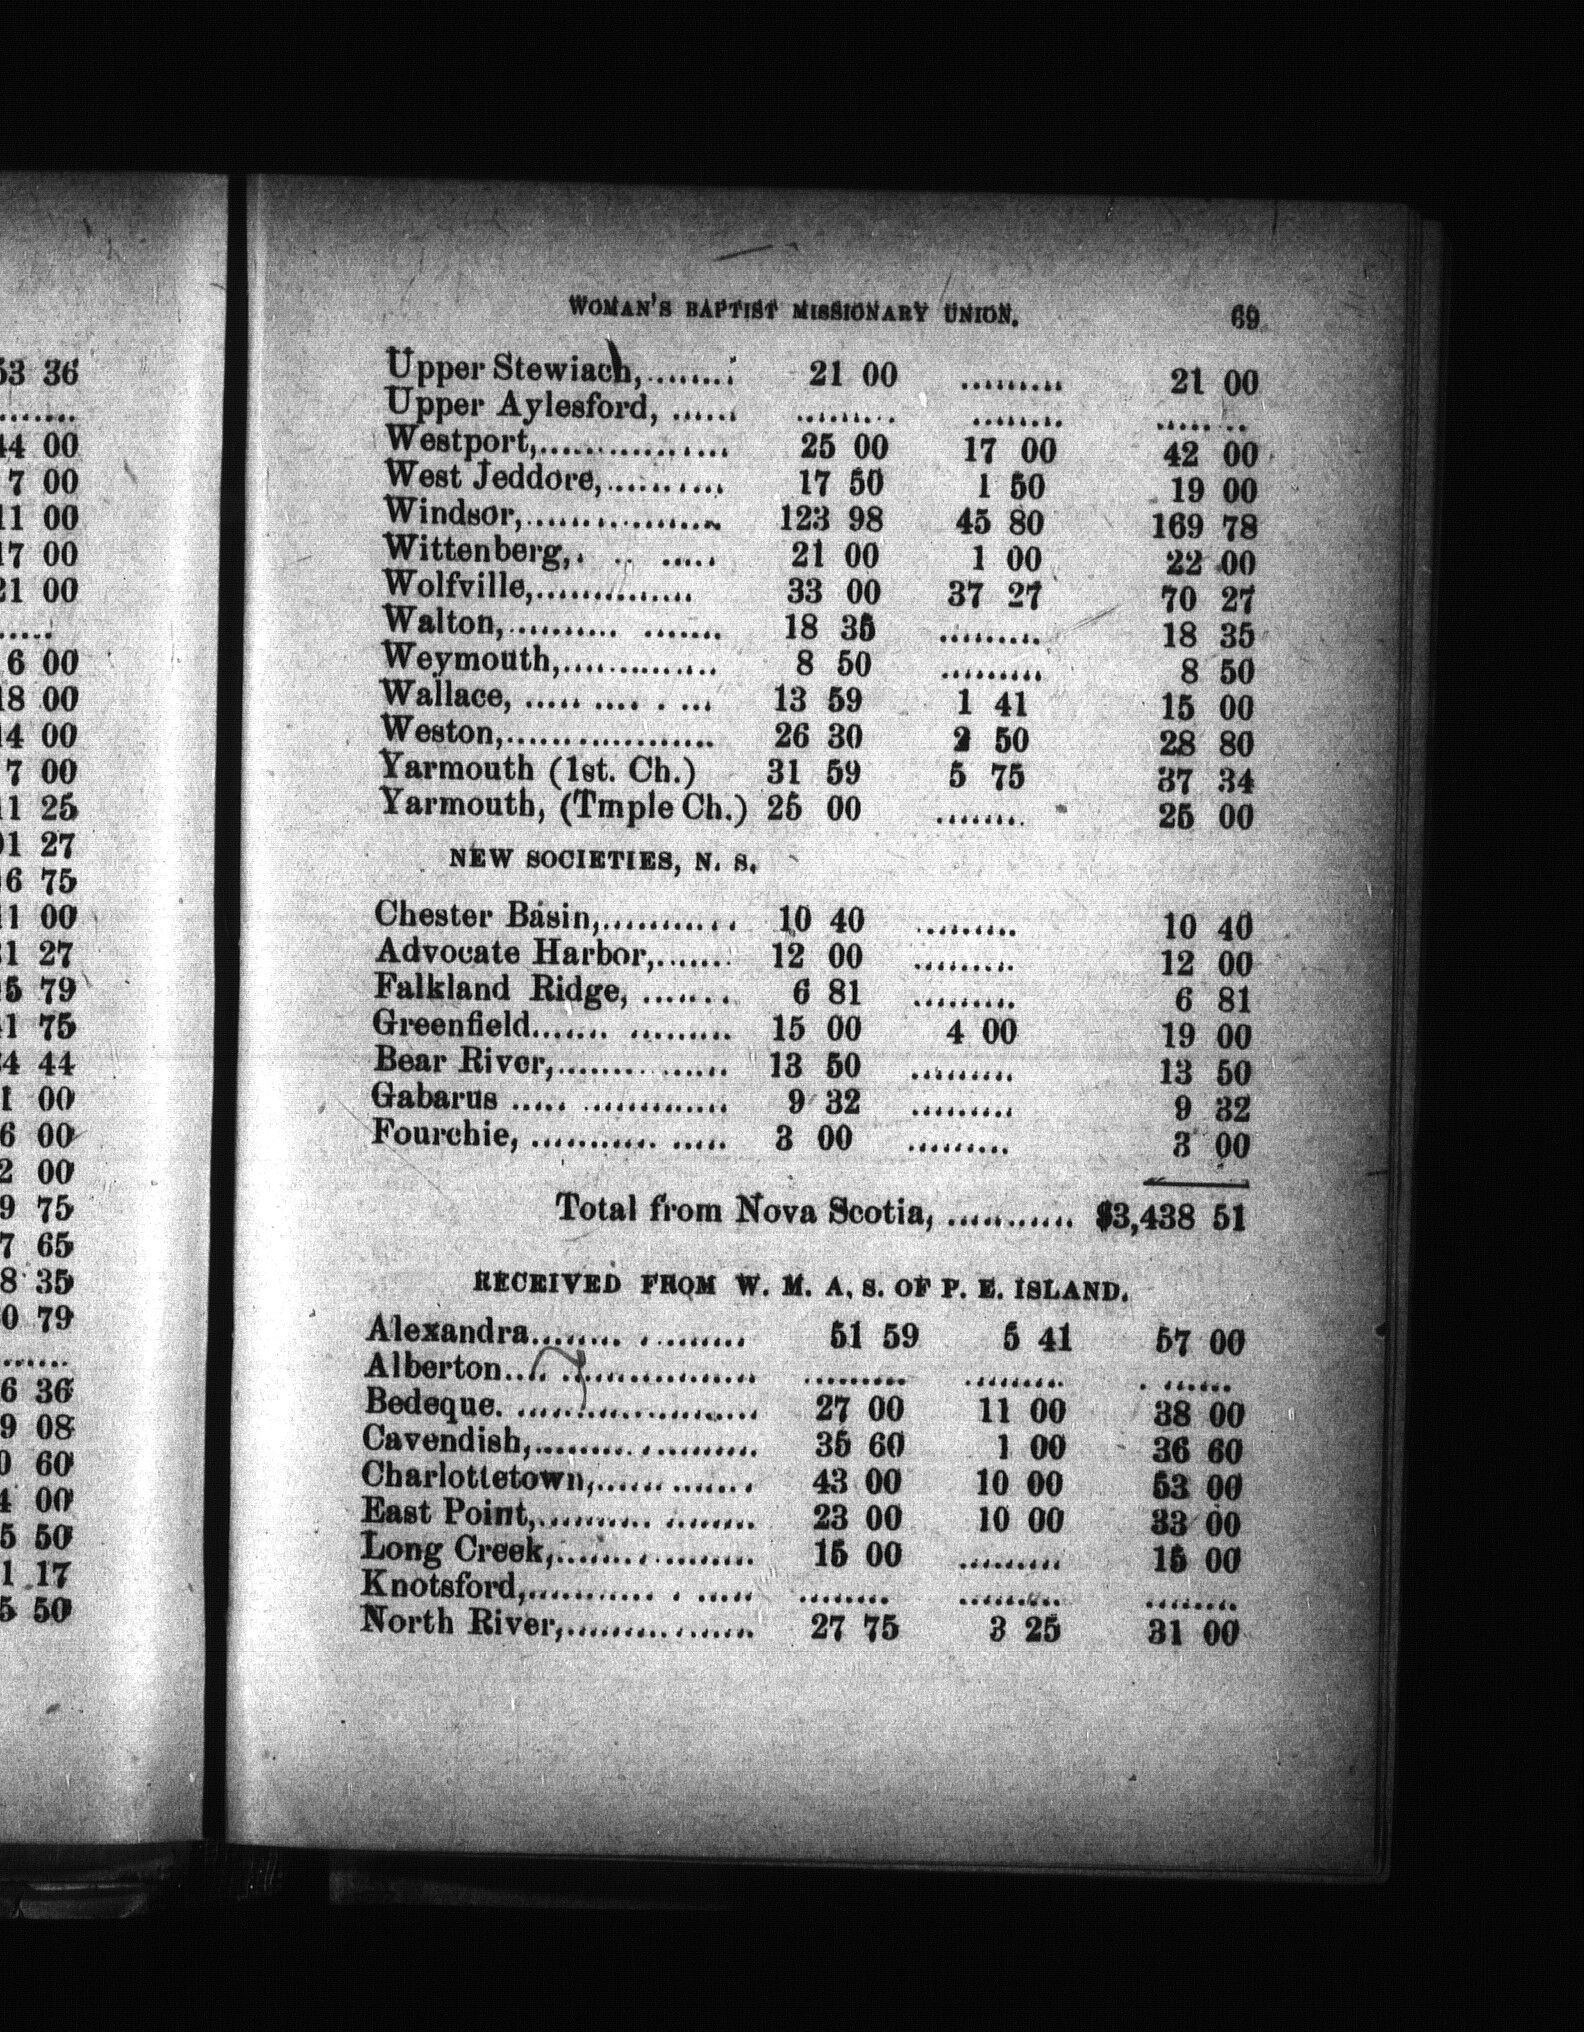 WOMAN'S BAPTIST MISSIONARY UNION. 69
Upper Stewiach,........ 21 00 ......... 21 00
Upper Aylesford, ...... ......... ........ ........
Westport,................ 25 00 17 00 42 00
West Jeddore,.......... 17 50 1 50 19 00
Windsor,................. 123 98 45 80 169 78
Wittenberg,. .. ..... 21 00 1 00 22 00
Wolfville,.............. 33 00 37 27 70 27
Walton,.......... ....... 18 35 ......... 18 35
Weymouth,............. 8 50 ......... 8 50
Wallace, ..... .... . ... 13 59 1 41 15 00
Weston,................... 26 30 2 50 28 80
Yarmouth (1st. Ch.) 31 59 5 75 37 34
Yarmouth, (Tmple Ch.) 25 00 ........ 25 00
NEW SOCIETIES, N. S.
Chester Basin,........... 10 40 ......... 10 40
Advocate Harbor,....... 12 00 ......... 12 00
Falkland Ridge, ....... 6 81 ......... 6 81
Greenfield....... ......... 15 00 4 00 19 00
Bear River,........ ...... 13 50 ......... 13 50
Gabarus ..... ............. 9 32 ......... 9 32
Fourchie, ........... ..... 3 00 ......... 3 00
Total from Nova Scotia, ........... $3,438 51
RECEIVED FROM W. M. A. S. OF P. E. ISLAND.
Alexandra........ ......... 51 59 5 41 57 00
Alberton.... ................. ......... ......... . ......
Bedeque. ..................... 27 00 11 00 38 00
Cavendish,......... .......... 35 60 1 00 36 60
Charlottetown,...... ....... 43 00 10 00 53 00
East Point,.......... ........ 23 00 10 00 33 00
Long Creek,........ ......... 15 00 ......... 15 00
Knotsford,........... . ..... ........ ......... ........
North River,......... ....... 27 75 3 25 31 00